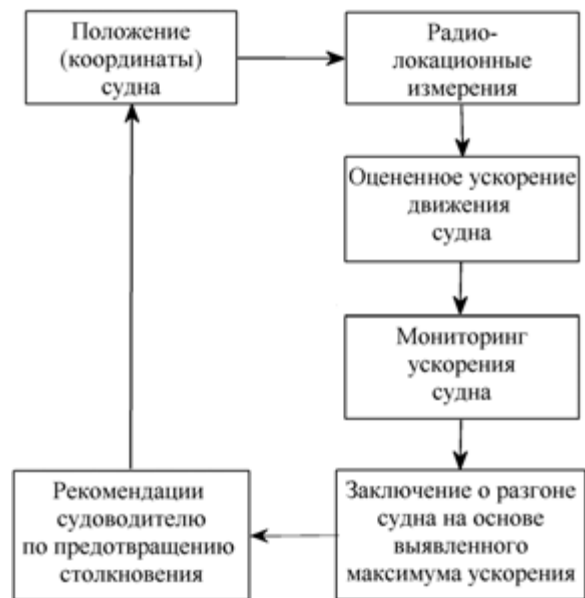 Положение
(координаты)
судна
Радио-
локационные
измерения
Оцененное ускорение
движения
судна
Мониторинг
ускорения
судна
Заключение о разгоне
судна на основе
выявленного
максимума ускорения
Рекомендации
судоводителю
по предотвращению
столкновения